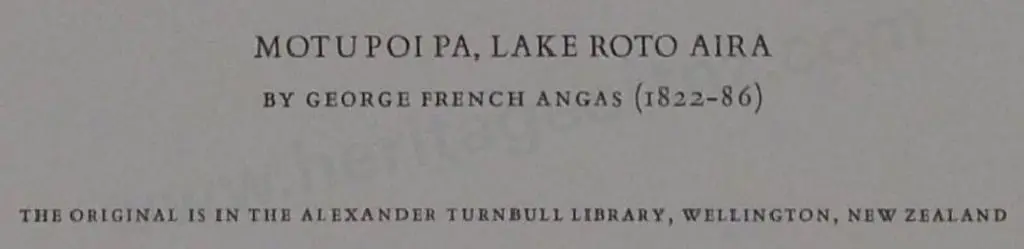 MOTUPOI PA, LAKE ROTO AIRA
BY GEORGE FRENCH ANGAS (1822-86)
THE ORIGINAL IS IN THE ALEXANDER TURNBULL LIBRARY, WELLINGTON, NEW ZEALAND